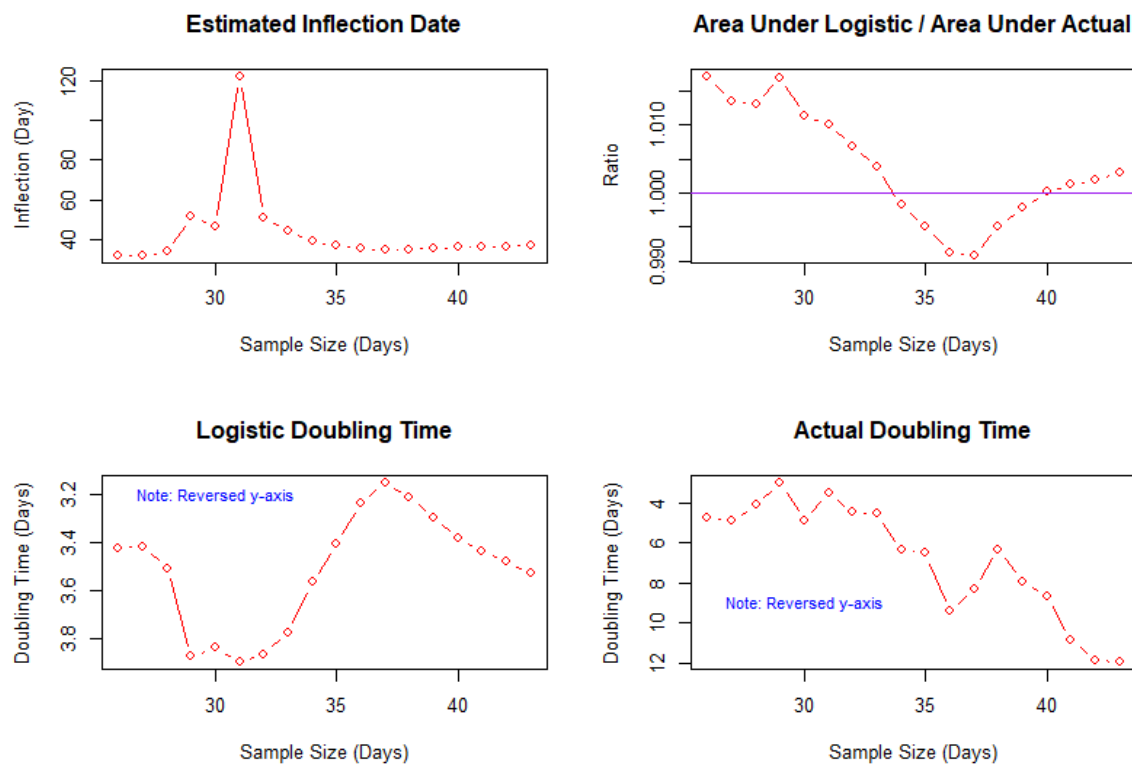 Estimated Inflection Date
Inflection (Day)
120
80
60
40
30 35 40
Sample Size (Days)
Area Under Logistic / Area Under Actual
Ratio
1.010
1.000
0.990
30 35 40
Sample Size (Days)
Logistic Doubling Time
Note: Reversed y-axis
Doubling Time (Days)
3.2
3.4
3.6
3.8
30 35 40
Sample Size (Days)
Actual Doubling Time
Note: Reversed y-axis
Doubling Time (Days)
4
6
8
10
12
30 35 40
Sample Size (Days)